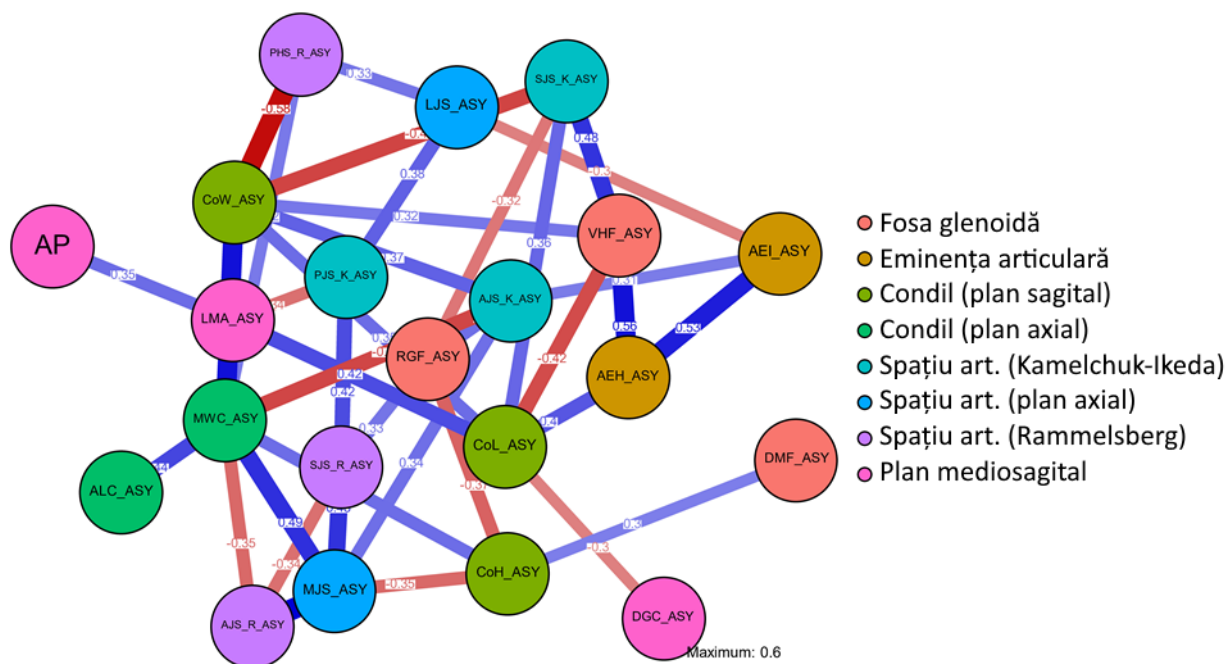 PHS_R_ASY
SJS_K_ASY
0.33
LJS_ASY
-0.58
0.48
-0.3
CoW_ASY
0.38
-0.32
AP
0.32
VHF_ASY
AEI_ASY
0.35
PJS_K_ASY
0.37
0.36
AJS_K_ASY
0.31
LMA_ASY
0.56
0.53
RGF_ASY
-0.42
AEH_ASY
MWC_ASY
0.42
0.42
0.4
0.33
CoL_ASY
DMF_ASY
SJS_R_ASY
0.34
ALC_ASY
-0.37
0.49
0.3
-0.35
-0.34
-0.3
MJS_ASY
-0.35
CoH_ASY
AJS_R_ASY
DGC_ASY
Maximum: 0.6
Fosa glenoidă
Eminența articulară
Condil (plan sagital)
Condil (plan axial)
Spațiu art. (Kamelchuk-Ikeda)
Spațiu art. (plan axial)
Spațiu art. (Rammelsberg)
Plan mediosagital